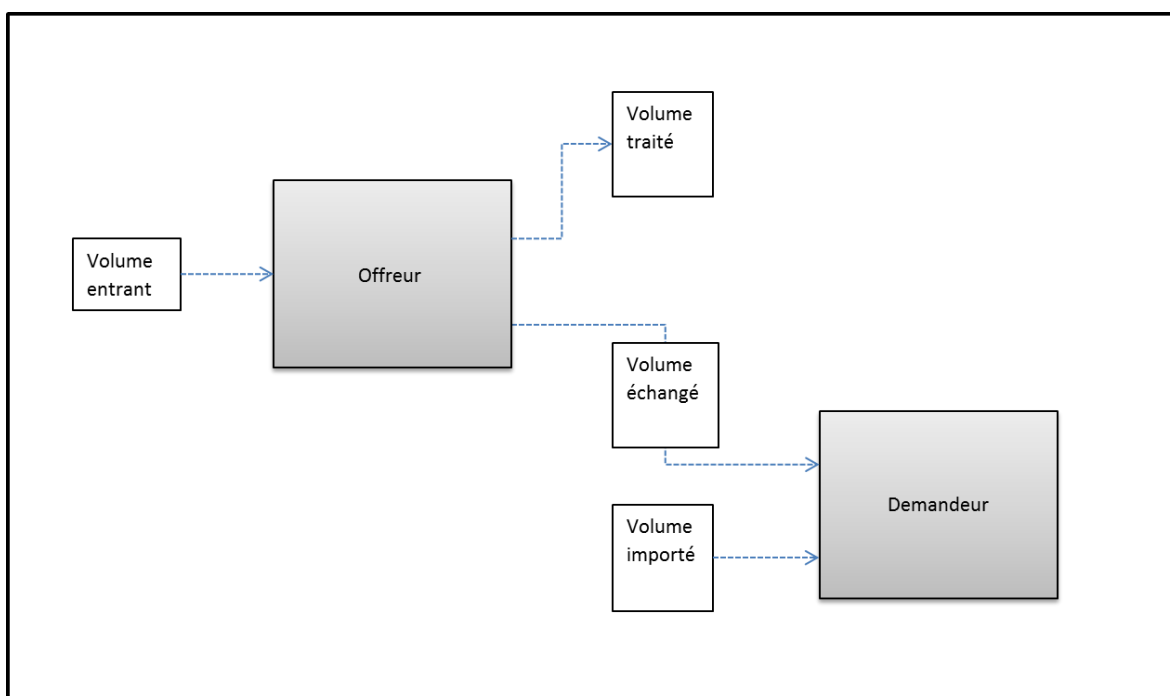 Volume
traité
Volume
entrant
Offreur
Volume
échangé
Demandeur
Volume
importé